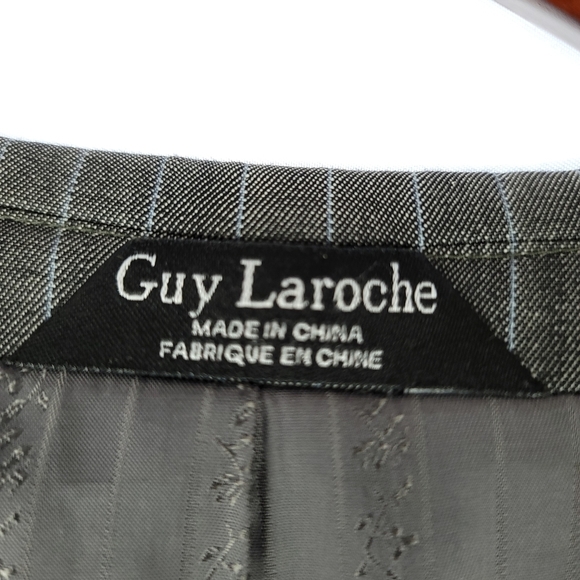 Guy Laroche
MADE IN CHINA
FABRIQUE EN CHINE